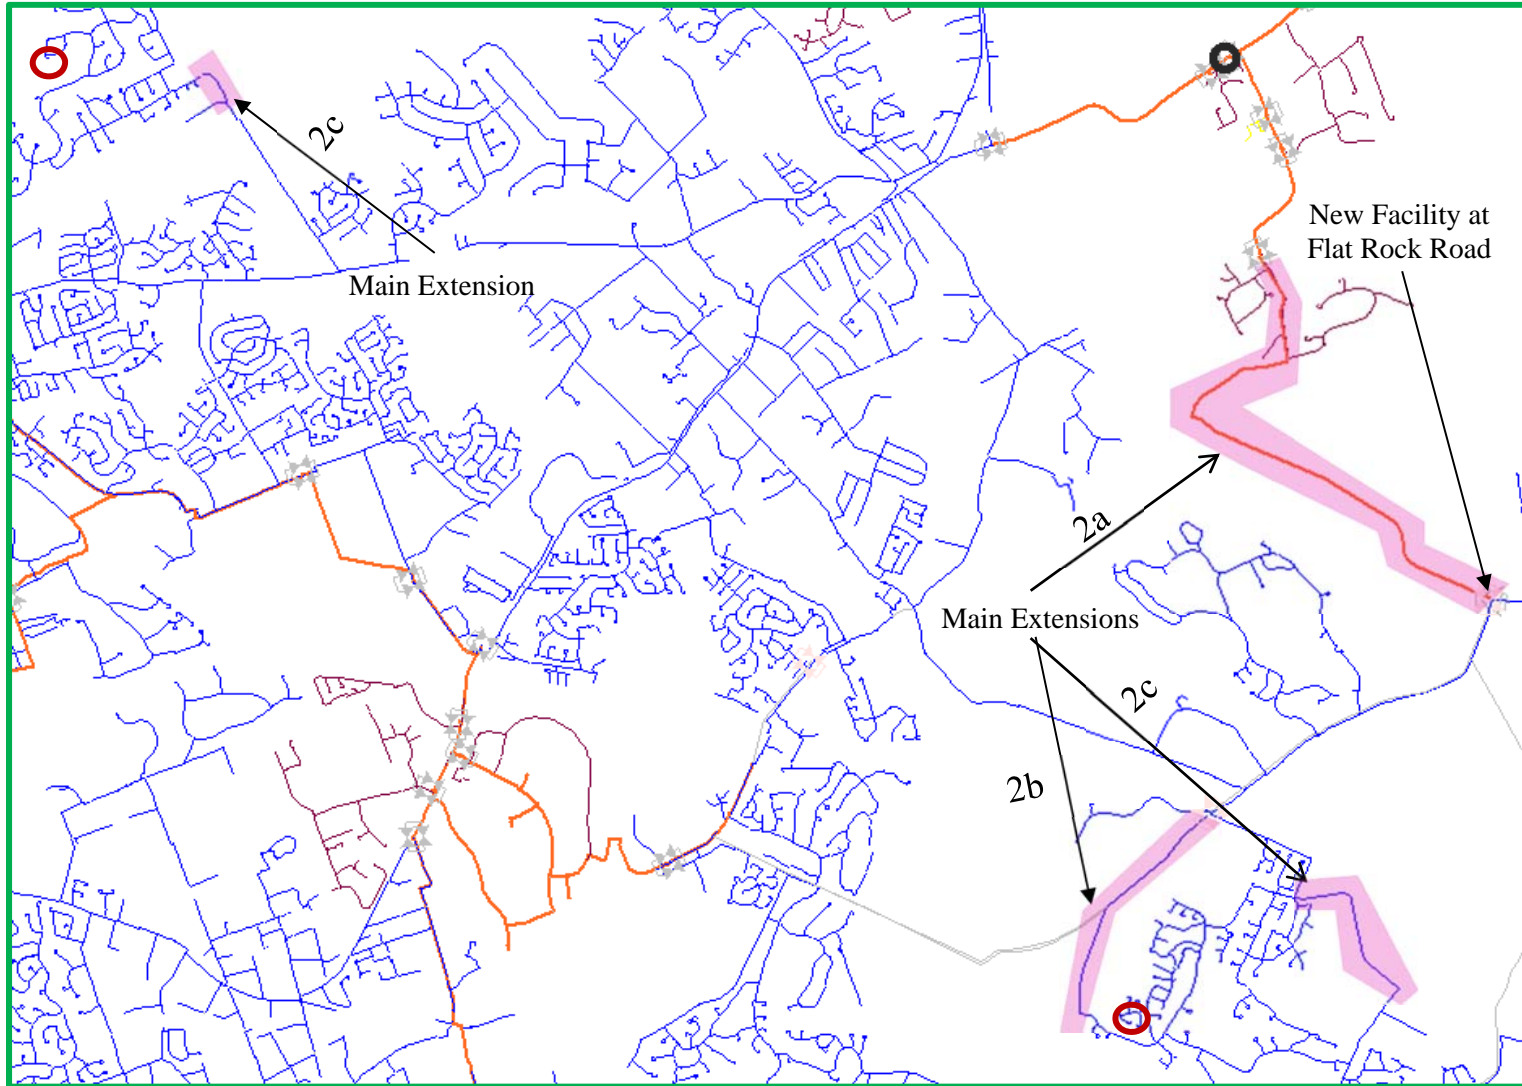 2c
Main Extension
New Facility at
Flat Rock Road
2a
Main Extensions
2c
2b